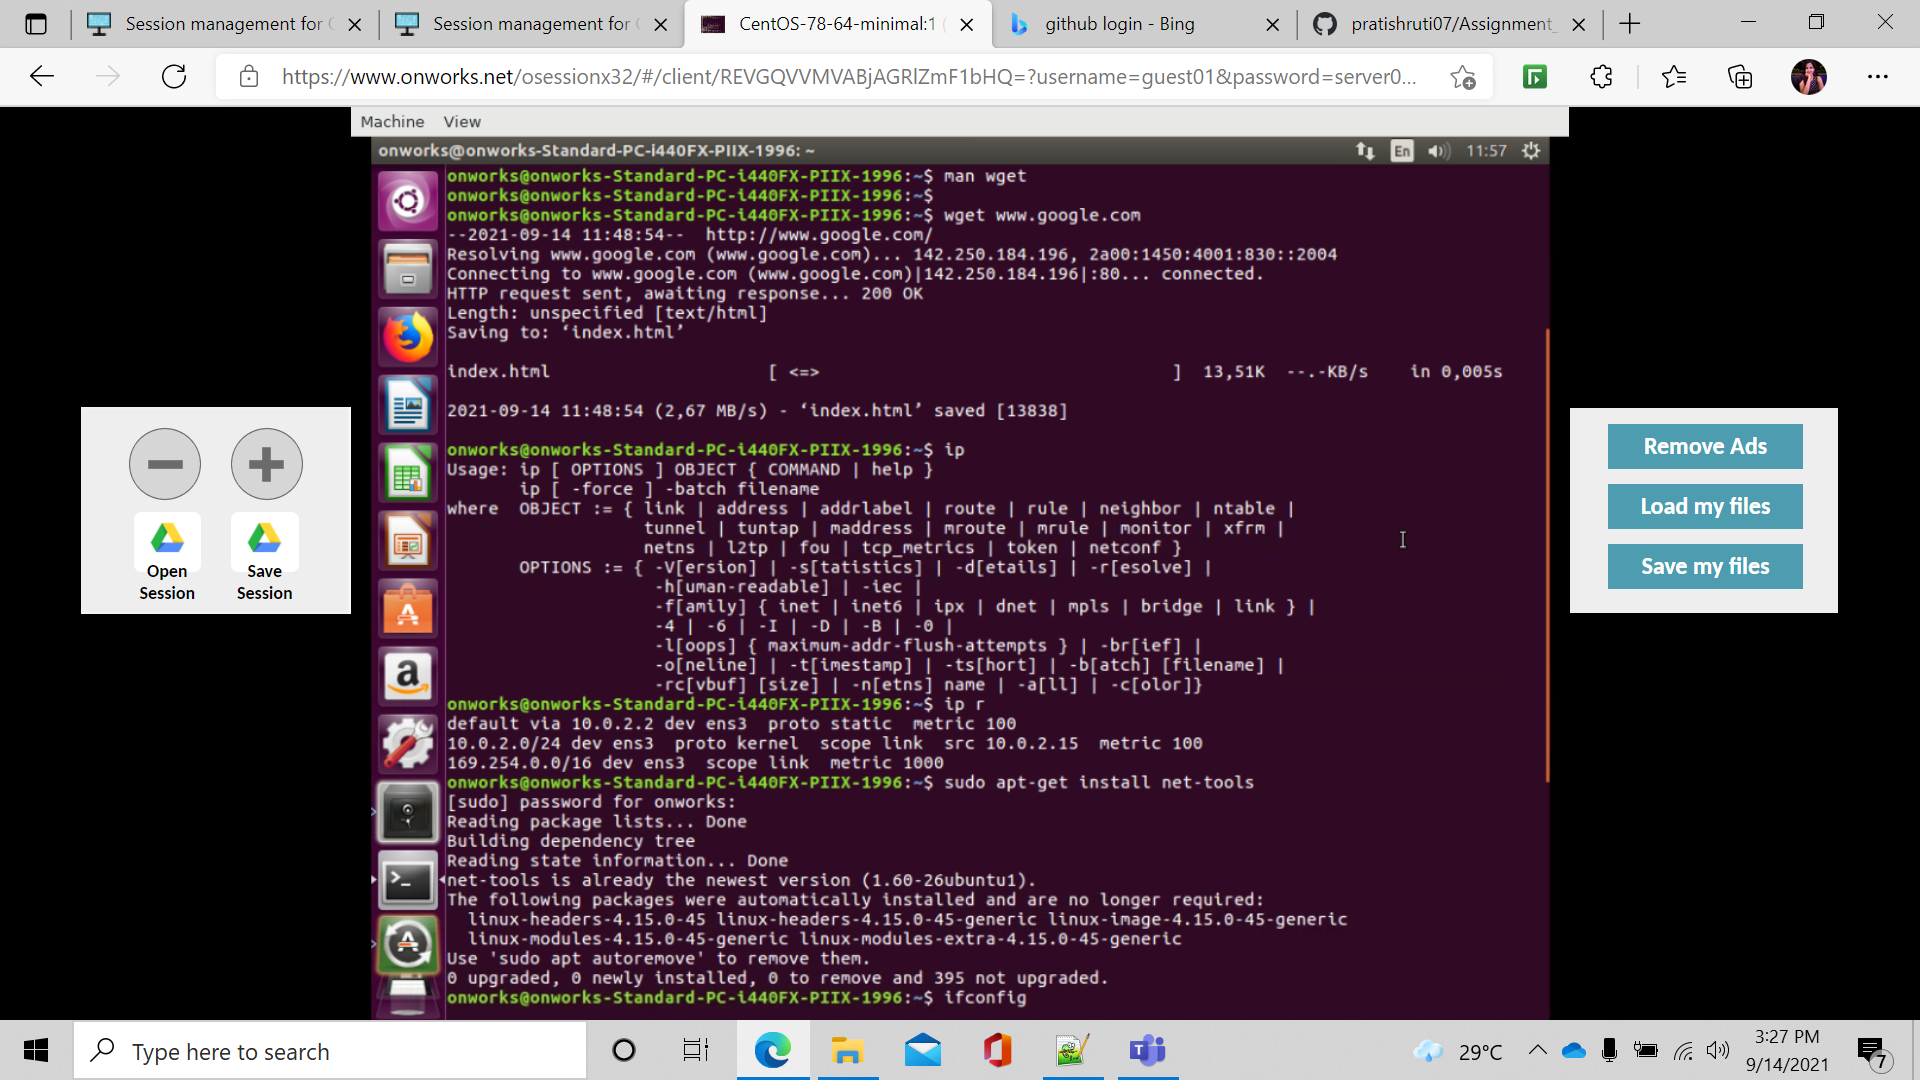 Session management for
Session management for
CentOS-78-64-minimal:1
github login - Bing
pratishruti07/Assignment_
https://www.onworks.net/osessionx32/#/client/REVGQVVMVABjAGRlZmF1bHQ=?username=guest01&password=server0...
Machine View
onworks@onworks-Standard-PC-i440FX-PIIX-1996: ~
En 11:57
onworks@onworks-Standard-PC-i440FX-PIIX-1996:~$ man wget
onworks@onworks-Standard-PC-i440FX-PIIX-1996:~$
onworks@onworks-Standard-PC-i440FX-PIIX-1996:~$ wget www.google.com
--2021-09-14 11:48:54--  http://www.google.com/
Resolving www.google.com (www.google.com)... 142.250.184.196, 2a00:1450:4001:830::2004
Connecting to www.google.com (www.google.com)|142.250.184.196|:80... connected.
HTTP request sent, awaiting response... 200 OK
Length: unspecified [text/html]
Saving to: ‘index.html’
index.html [ <=> ] 13,51K --.-KB/s in 0,005s
2021-09-14 11:48:54 (2,67 MB/s) - ‘index.html’ saved [13838]
onworks@onworks-Standard-PC-i440FX-PIIX-1996:~$ ip
Usage: ip [ OPTIONS ] OBJECT { COMMAND | help }
ip [ -force ] -batch filename
where  OBJECT := { link | address | addrlabel | route | rule | neighbor | ntable |
tunnel | tuntap | maddress | mroute | mrule | monitor | xfrm |
netns | l2tp | fou | tcp_metrics | token | netconf }
OPTIONS := { -V[ersion] | -s[tatistics] | -d[etails] | -r[esolve] |
-h[uman-readable] | -iec |
-f[amily] { inet | inet6 | ipx | dnet | mpls | bridge | link } |
-4 | -6 | -I | -D | -B | -0 |
-l[oops] { maximum-addr-flush-attempts } | -br[ief] |
-o[neline] | -t[imestamp] | -ts[hort] | -b[atch] [filename] |
-rc[vbuf] [size] | -n[etns] name | -a[ll] | -c[olor]}
onworks@onworks-Standard-PC-i440FX-PIIX-1996:~$ ip r
default via 10.0.2.2 dev ens3  proto static  metric 100
10.0.2.0/24 dev ens3  proto kernel  scope link  src 10.0.2.15  metric 100
169.254.0.0/16 dev ens3  scope link  metric 1000
onworks@onworks-Standard-PC-i440FX-PIIX-1996:~$ sudo apt-get install net-tools
[sudo] password for onworks:
Reading package lists... Done
Building dependency tree
Reading state information... Done
net-tools is already the newest version (1.60-26ubuntu1).
The following packages were automatically installed and are no longer required:
linux-headers-4.15.0-45 linux-headers-4.15.0-45-generic linux-image-4.15.0-45-generic
linux-modules-4.15.0-45-generic linux-modules-extra-4.15.0-45-generic
Use 'sudo apt autoremove' to remove them.
0 upgraded, 0 newly installed, 0 to remove and 395 not upgraded.
onworks@onworks-Standard-PC-i440FX-PIIX-1996:~$ ifconfig
Open Session
Save Session
Remove Ads
Load my files
Save my files
Type here to search
29°C
3:27 PM
9/14/2021
7